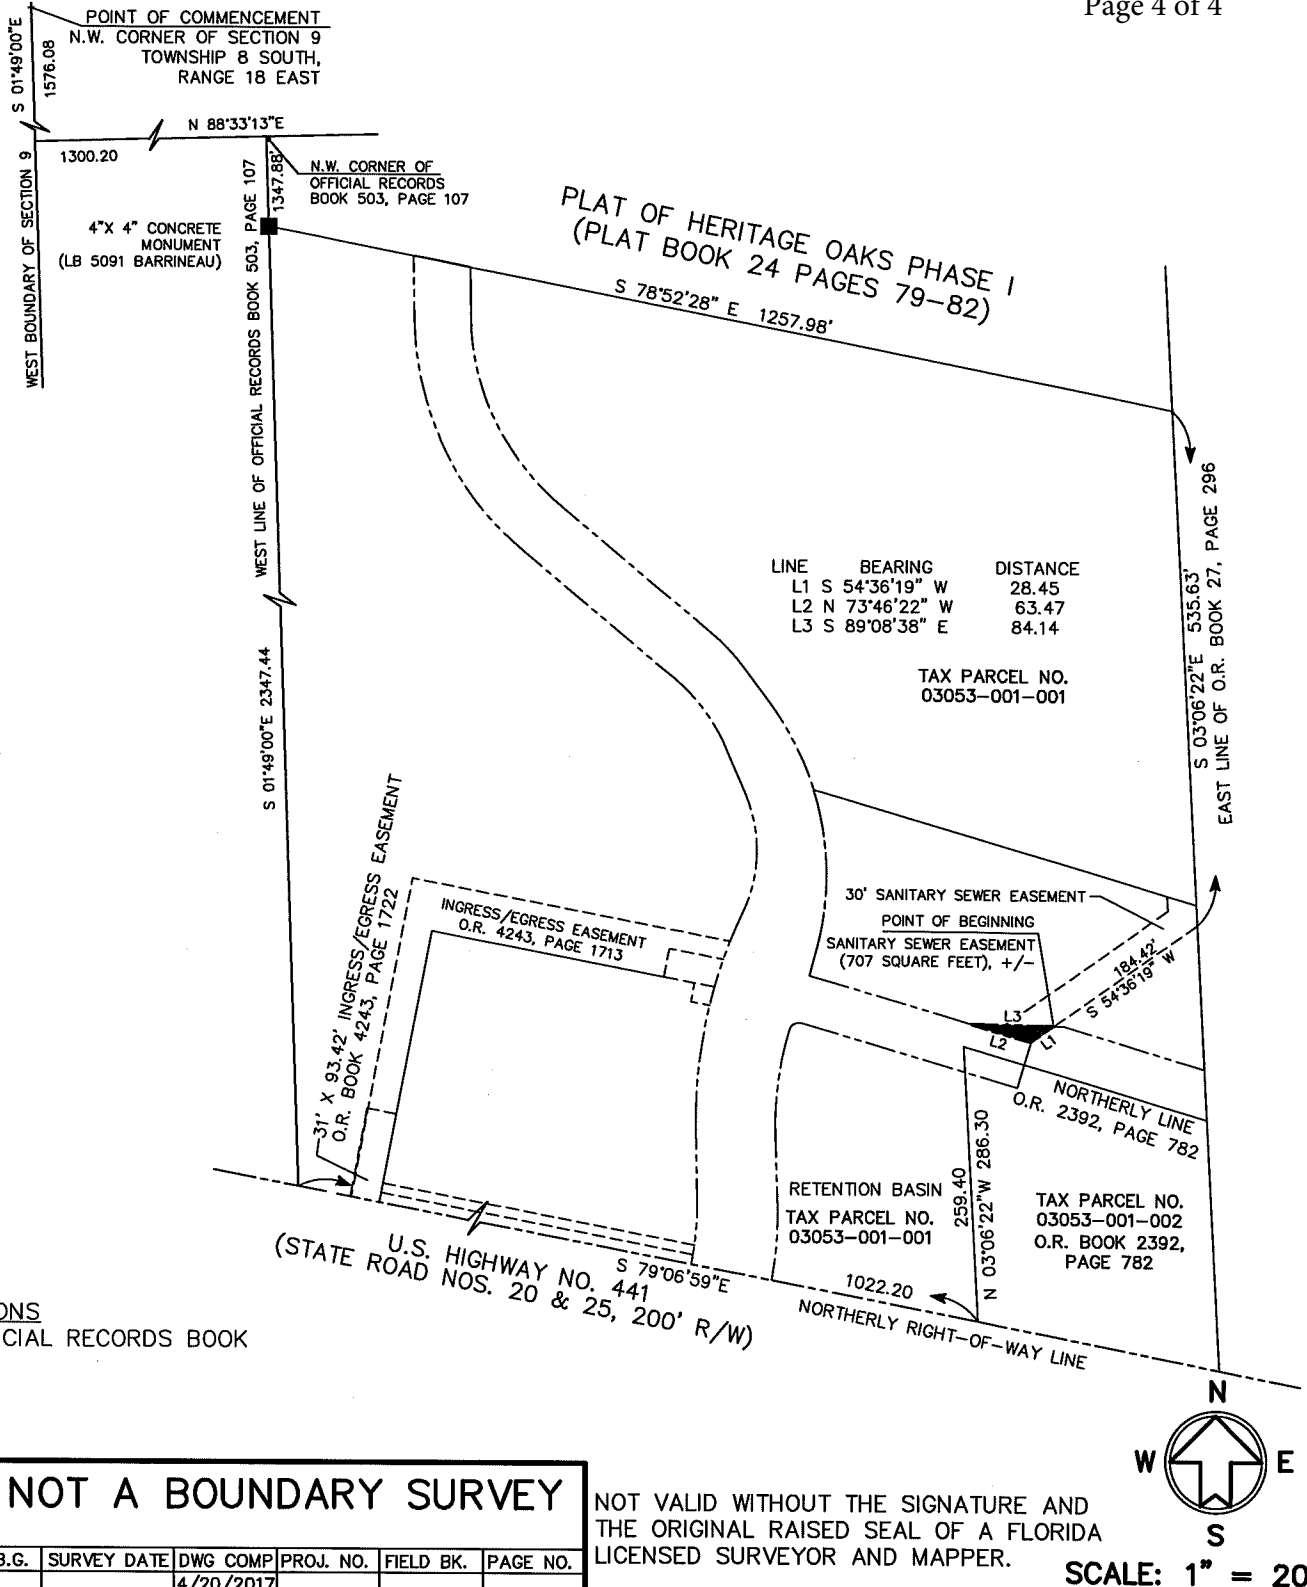 Page 4 of 4
S 01°49'00"E
1576.08
POINT OF COMMENCEMENT
N.W. CORNER OF SECTION 9
TOWNSHIP 8 SOUTH,
RANGE 18 EAST
N 88°33'13"E
1300.20
WEST BOUNDARY OF SECTION 9
1347.88'
N.W. CORNER OF
OFFICIAL RECORDS
BOOK 503, PAGE 107
4"X 4" CONCRETE
MONUMENT
(LB 5091 BARRINEAU)
WEST LINE OF OFFICIAL RECORDS BOOK 503, PAGE 107
PLAT OF HERITAGE OAKS PHASE I
(PLAT BOOK 24 PAGES 79-82)
S 78°52'28" E 1257.98'
LINE BEARING DISTANCE
L1 S 54°36'19" W 28.45
L2 N 73°46'22" W 63.47
L3 S 89°08'38" E 84.14
TAX PARCEL NO.
03053-001-001
S 03°06'22"E 535.63'
EAST LINE OF O.R. BOOK 27, PAGE 296
S 01°49'00"E 2347.44
31' X 93.42' INGRESS/EGRESS EASEMENT
O.R. BOOK 4243, PAGE 1722
INGRESS/EGRESS EASEMENT
O.R. 4243, PAGE 1713
30' SANITARY SEWER EASEMENT
POINT OF BEGINNING
SANITARY SEWER EASEMENT
(707 SQUARE FEET), +/-
184.42'
S 54°36'19" W
L3
L2
L1
NORTHERLY LINE
O.R. 2392, PAGE 782
259.40
N 03°06'22"W 286.30
RETENTION BASIN
TAX PARCEL NO.
03053-001-001
TAX PARCEL NO.
03053-001-002
O.R. BOOK 2392,
PAGE 782
U.S. HIGHWAY NO. 441
(STATE ROAD NOS. 20 & 25, 200' R/W)
S 79°06'59"E
1022.20
NORTHERLY RIGHT-OF-WAY LINE
ONS
CIAL RECORDS BOOK
N
W E
S
NOT A BOUNDARY SURVEY
NOT VALID WITHOUT THE SIGNATURE AND
THE ORIGINAL RAISED SEAL OF A FLORIDA
LICENSED SURVEYOR AND MAPPER.
B.G. SURVEY DATE DWG COMP PROJ. NO. FIELD BK. PAGE NO.
4/20/2017
SCALE: 1" = 20